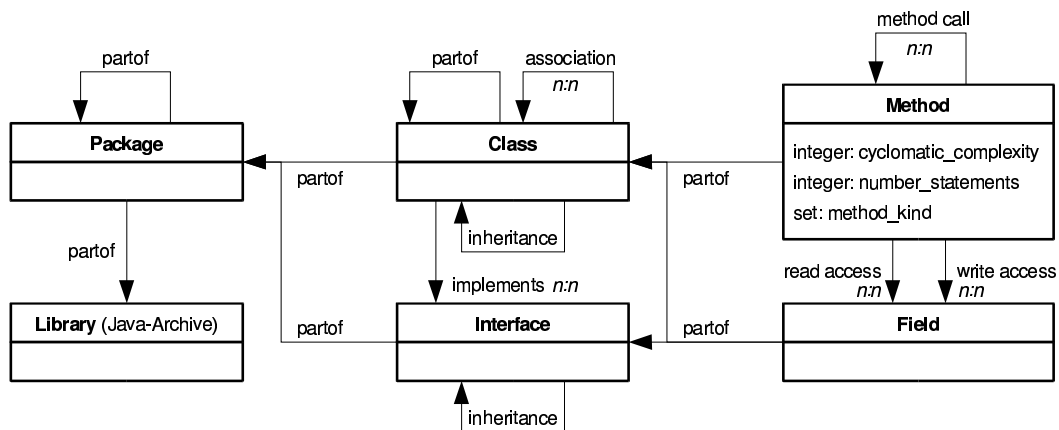 method call
n:n
partof
partof
association
n:n
Method
Package
Class
integer: cyclomatic_complexity
integer: number_statements
set: method_kind
partof
partof
inheritance
partof
read access
n:n
write access
n:n
implements n:n
Library (Java-Archive)
Interface
Field
partof
partof
inheritance